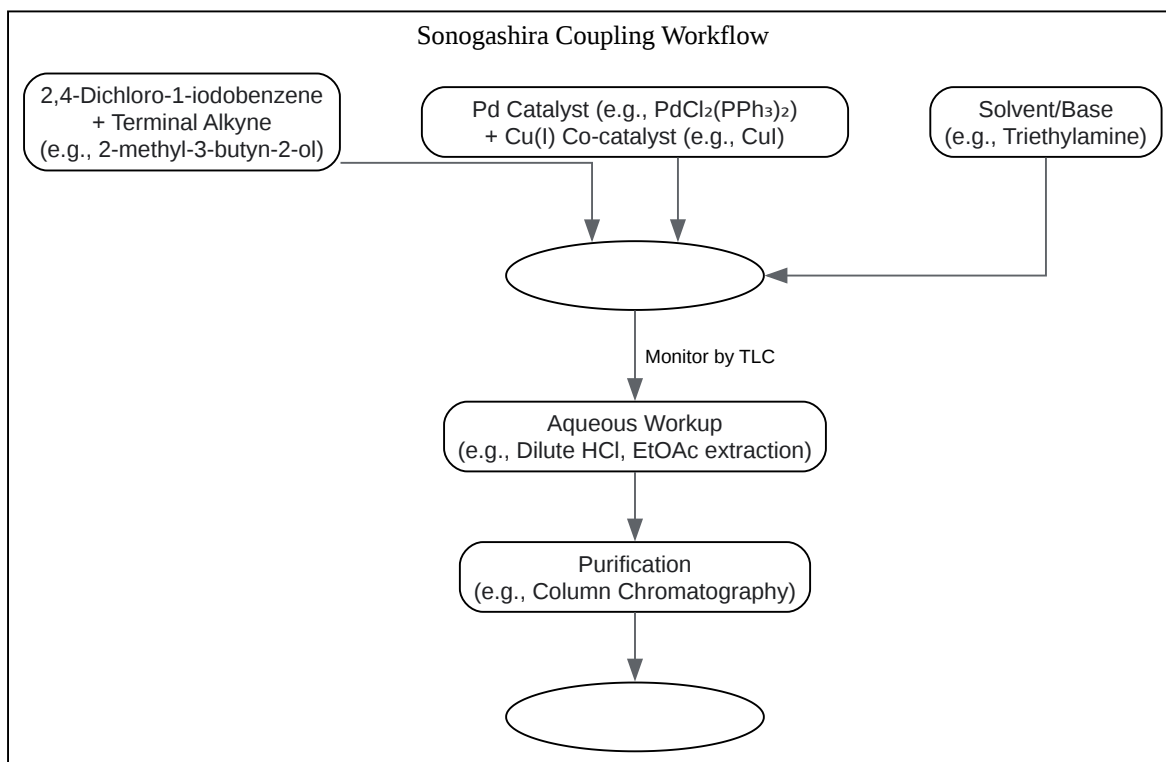 Sonogashira Coupling Workflow
2,4-Dichloro-1-iodobenzene
+ Terminal Alkyne
(e.g., 2-methyl-3-butyn-2-ol)
Pd Catalyst (e.g., PdCl₂(PPh₃)₂)
+ Cu(I) Co-catalyst (e.g., CuI)
Solvent/Base
(e.g., Triethylamine)
Monitor by TLC
Aqueous Workup
(e.g., Dilute HCl, EtOAc extraction)
Purification
(e.g., Column Chromatography)